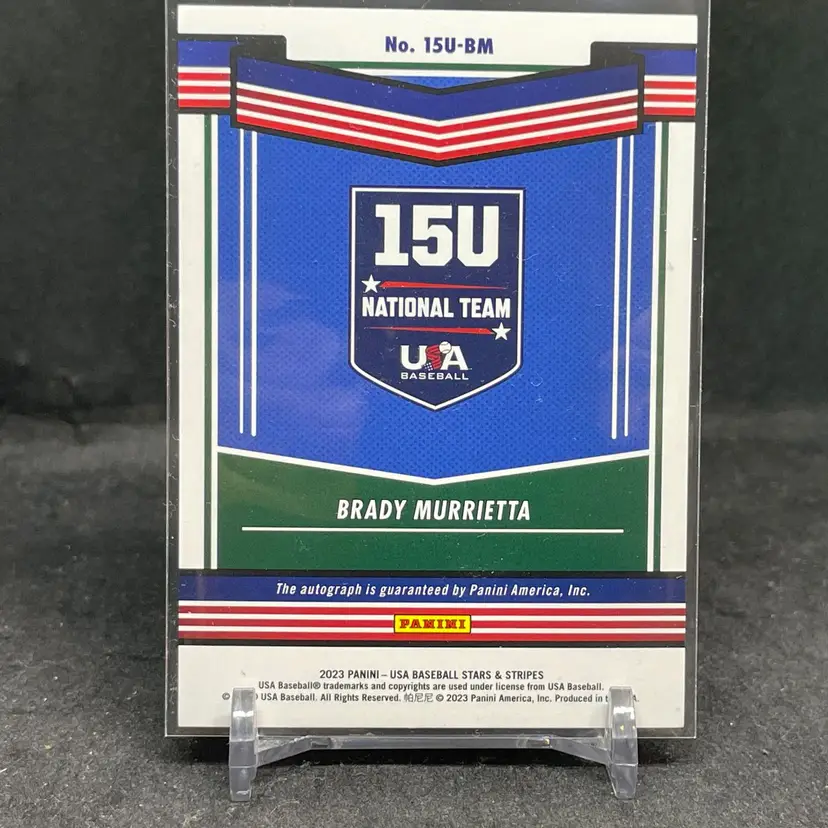 No. 15U-BM
15U
NATIONAL TEAM
USA
BASEBALL
BRADY MURRIETTA
The autograph is guaranteed by Panini America, Inc.
PANINI
2023 PANINI – USA BASEBALL STARS & STRIPES
USA Baseball® trademarks and copyrights are used under license from USA Baseball.
© USA Baseball. All Rights Reserved. 帕尼尼 © 2023 Panini America, Inc. Produced in